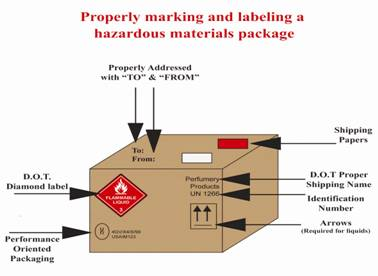 Properly marking and labeling a
hazardous materials package
Properly Addressed
with “TO” & “FROM”
To:
From:
Shipping
Papers
D.O.T.
Diamond label
FLAMMABLE
LIQUID
3
Perfumery
Products
UN 1266
D.O.T Proper
Shipping Name
Identification
Number
Arrows
(Required for liquids)
Performance
Oriented
Packaging